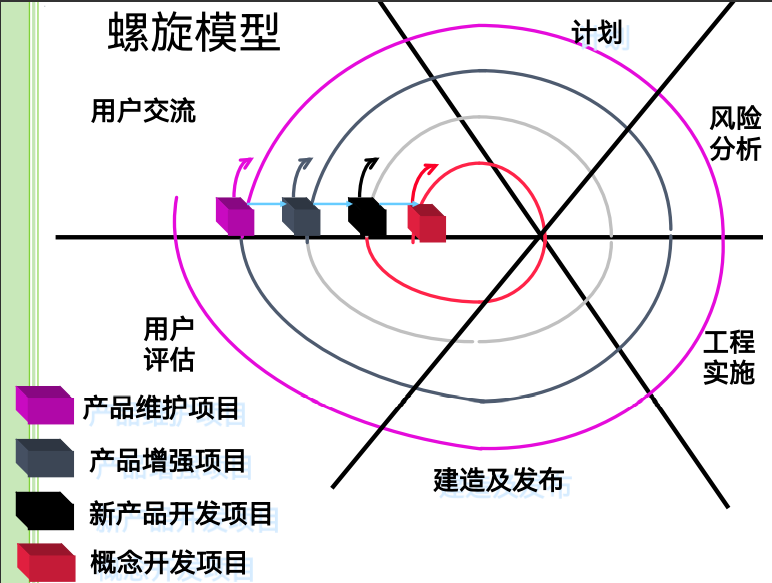 螺旋模型
计划
用户交流
风险
分析
用户
评估
工程
实施
产品维护项目
产品增强项目
建造及发布
新产品开发项目
概念开发项目